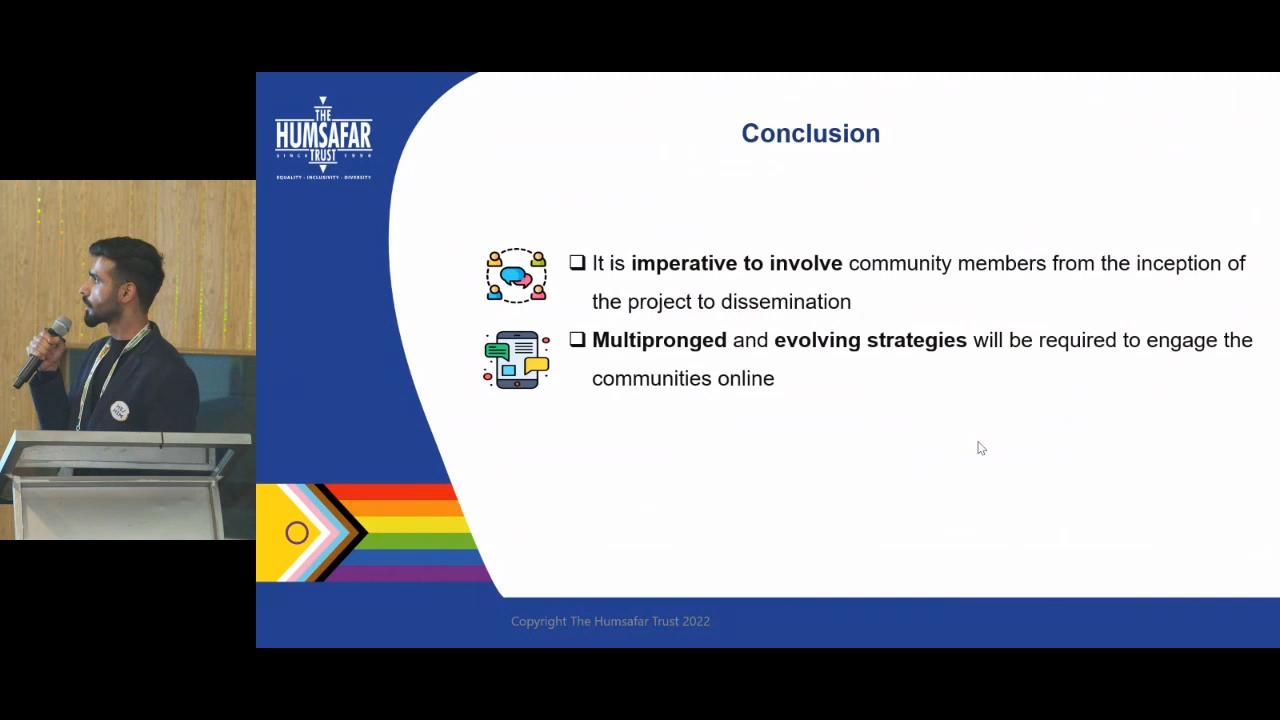 THE
HUMSAFAR
TRUST
SINCE 1994
EQUALITY · INCLUSIVITY · DIVERSITY
Conclusion
It is imperative to involve community members from the inception of
the project to dissemination
Multipronged and evolving strategies will be required to engage the
communities online
Copyright The Humsafar Trust 2022